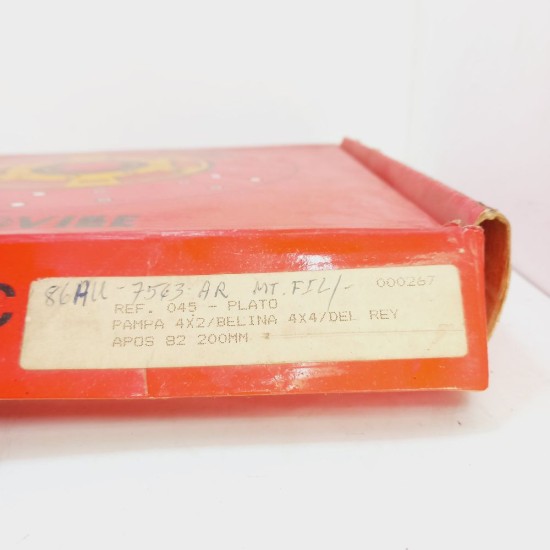 86AU-7563-AR MT.FIL/- 000267
REF. 045 - PLATO
PAMPA 4X2/BELINA 4X4/DEL REY
APOS 82 200MM